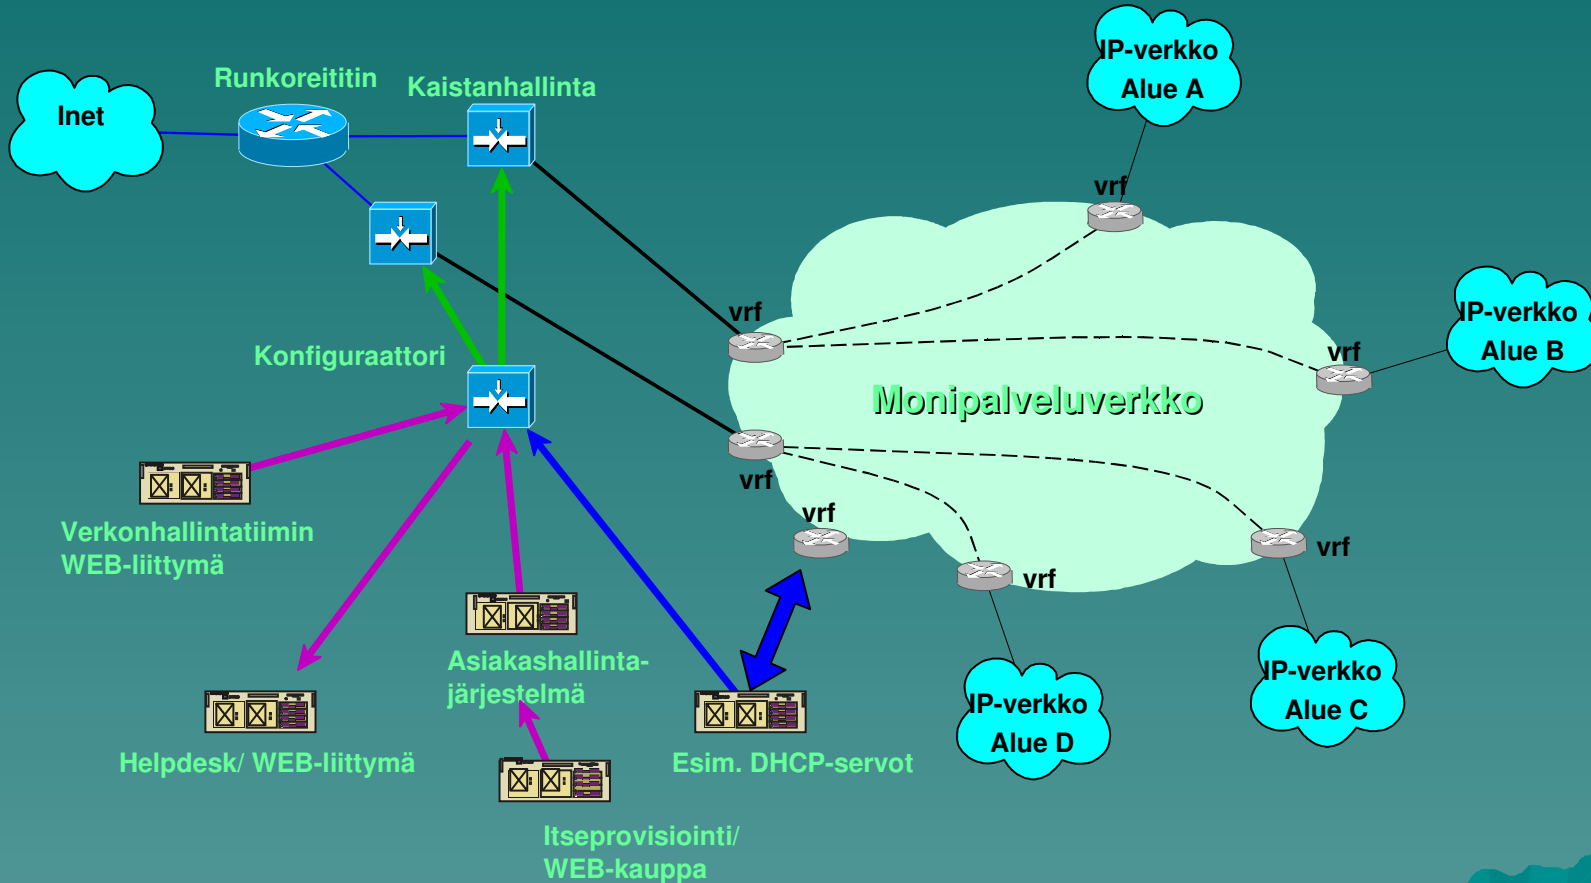 IP-verkko
Alue A
Runkoreititin
Kaistanhallinta
Inet
vrf
IP-verkko
Alue B
vrf
vrf
Konfiguraattori
Monipalveluverkko
vrf
vrf
vrf
vrf
Verkonhallintatiimin
WEB-liittymä
Asiakashallinta-
järjestelmä
IP-verkko
Alue C
IP-verkko
Alue D
Helpdesk/ WEB-liittymä
Esim. DHCP-servot
Itseprovisiointi/
WEB-kauppa